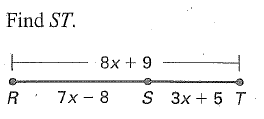 Find ST.
8x + 9
R 7x – 8 S 3x + 5 T